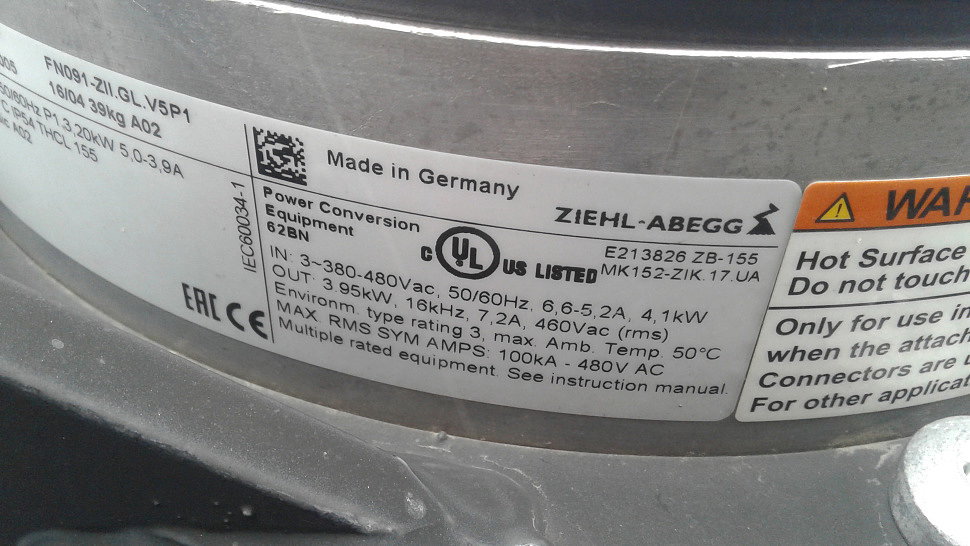 005
FN091-ZII.GL.V5P1
16/04 39kg A02
50/60Hz P1 3,20kW 5,0-3,9A
°C IP54 THCL 155
A02
IEC60034-1
EAC CE
Made in Germany
ZIEHL-ABEGG
Power Conversion
Equipment
62BN
C UL US LISTED
E213826 ZB-155
MK152-ZIK.17.UA
IN: 3~380-480Vac, 50/60Hz, 6,6-5,2A, 4,1kW
OUT: 3.95kW, 16kHz, 7,2A, 460Vac (rms)
Environm. type rating 3, max. Amb. Temp. 50°C
MAX. RMS SYM AMPS: 100kA - 480V AC
Multiple rated equipment. See instruction manual.
WAR
Hot Surface
Do not touch
Only for use in
when the attach
Connectors are
For other applicat